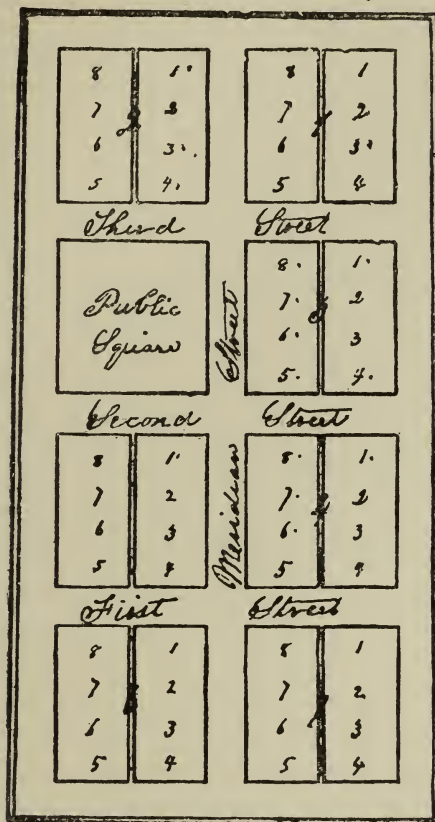 8 1. 8 1
7 2 7 2
6 3. 6 3.
5 4. 5 4
Third Street
8. 1.
Public 7. 2
Square 6. 3
5. 4.
Street
Second Street
8 1. 8. 1.
7 2 7. 2
6 3 6. 3
5 4 5 4
Meridian
First Street
8 1 8 1
7 2 7 2
6 3 6 3
5 4 5 4